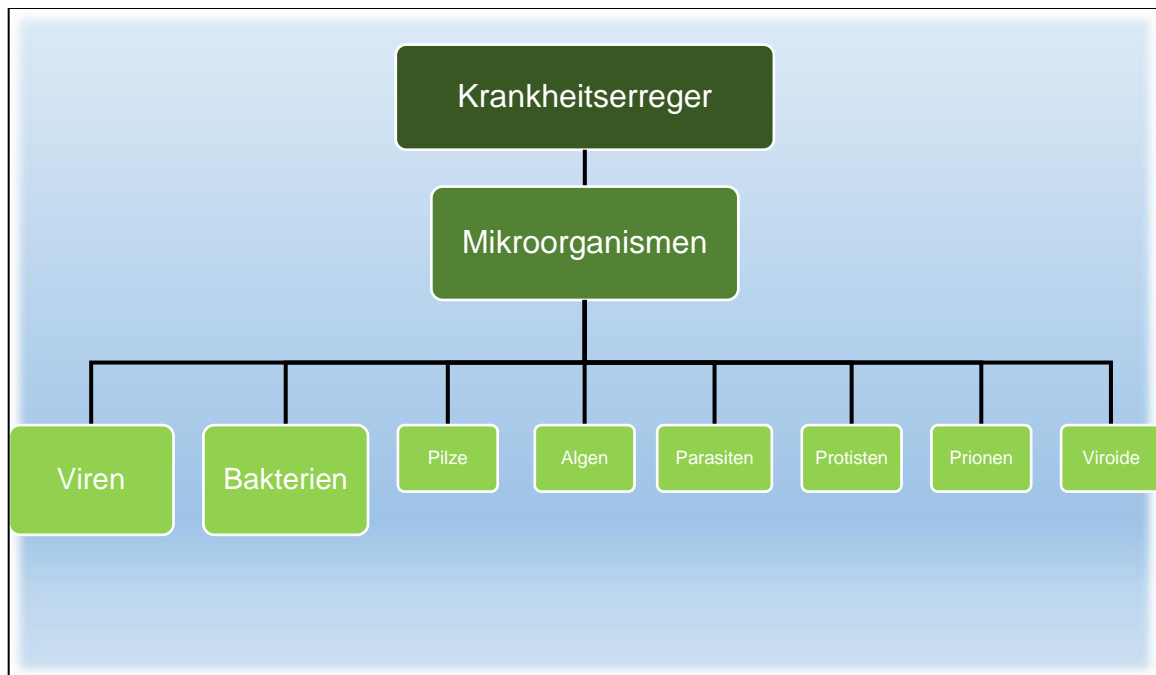 Krankheitserreger
Mikroorganismen
Viren
Bakterien
Pilze
Algen
Parasiten
Protisten
Prionen
Viroide